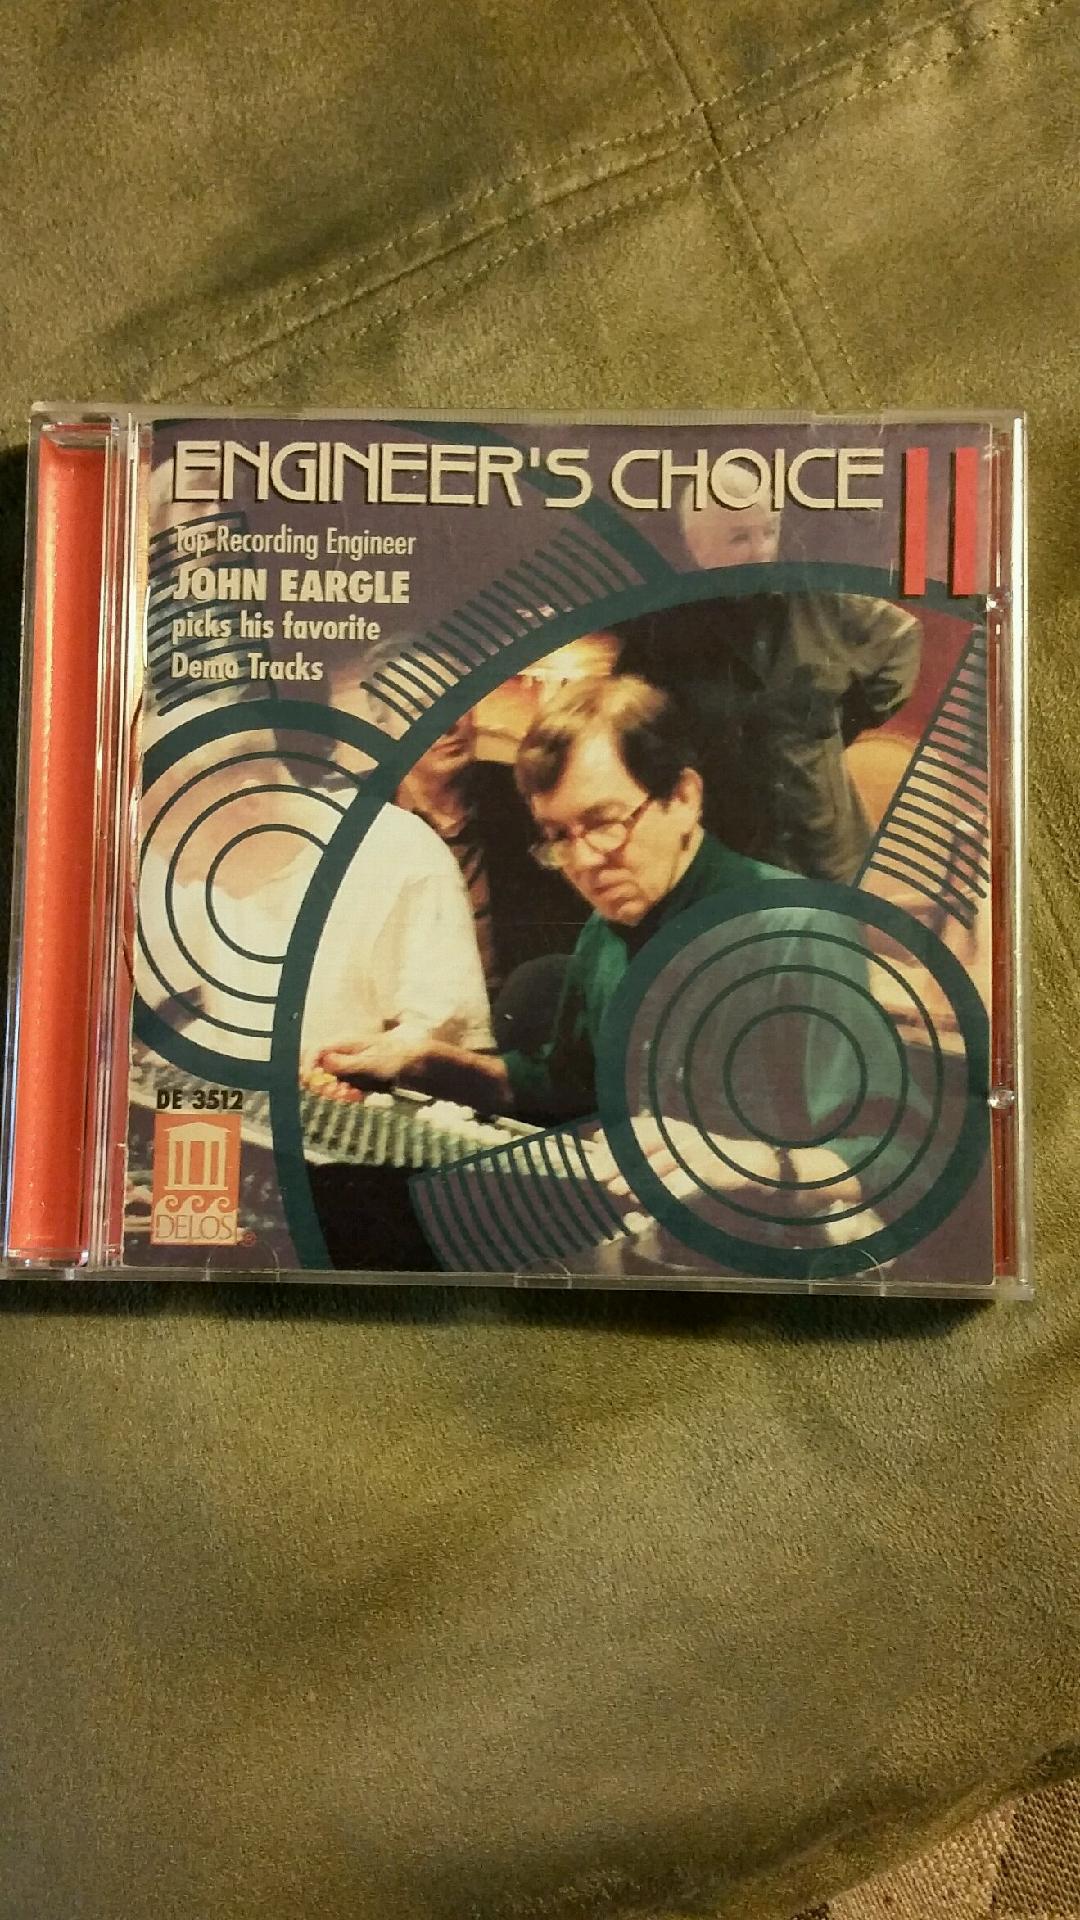 ENGINEER'S CHOICE II
Top Recording Engineer
JOHN EARGLE
picks his favorite
Demo Tracks
DE 3512
DELOS